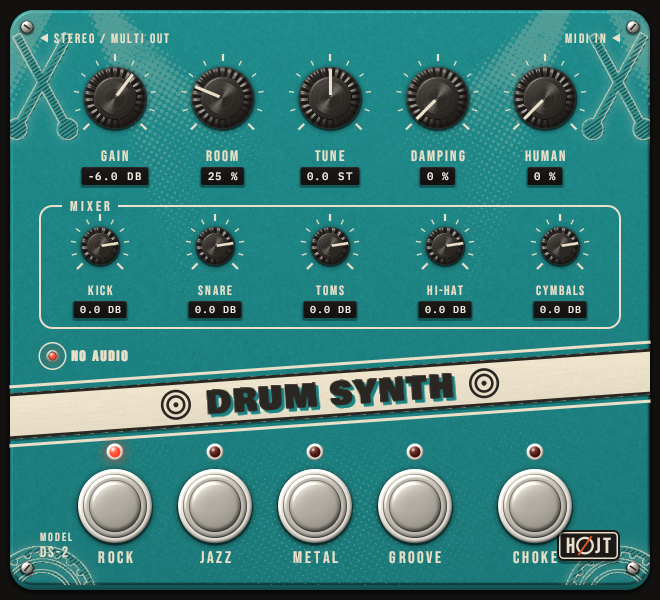 ◀ STEREO / MULTI OUT
MIDI IN ◀
GAIN ROOM TUNE DAMPING HUMAN
-6.0 DB 25 % 0.0 ST 0 % 0 %
MIXER
KICK SNARE TOMS HI-HAT CYMBALS
0.0 DB 0.0 DB 0.0 DB 0.0 DB 0.0 DB
NO AUDIO
DRUM SYNTH
MODEL
DS-2
ROCK JAZZ METAL GROOVE CHOKE
HØJT